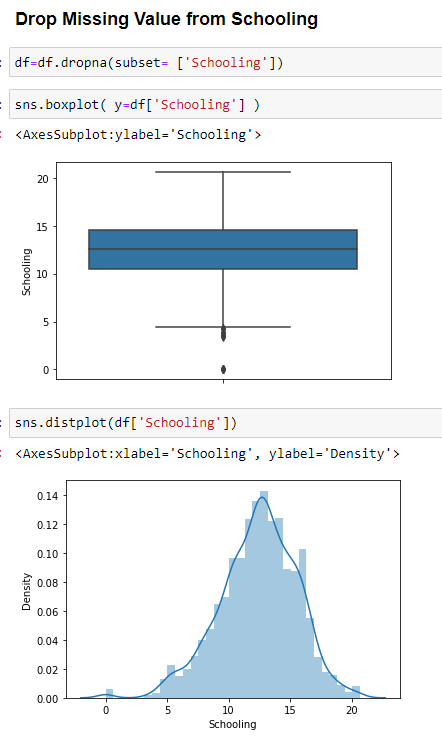 Drop Missing Value from Schooling
: df=df.dropna(subset= ['Schooling'])
: sns.boxplot( y=df['Schooling'] )
: <AxesSubplot:ylabel='Schooling'>
20
15
10
5
0
Schooling
: sns.distplot(df['Schooling'])
: <AxesSubplot:xlabel='Schooling', ylabel='Density'>
0.14
0.12
0.10
0.08
0.06
0.04
0.02
0.00
Density
0 5 10 15 20
Schooling